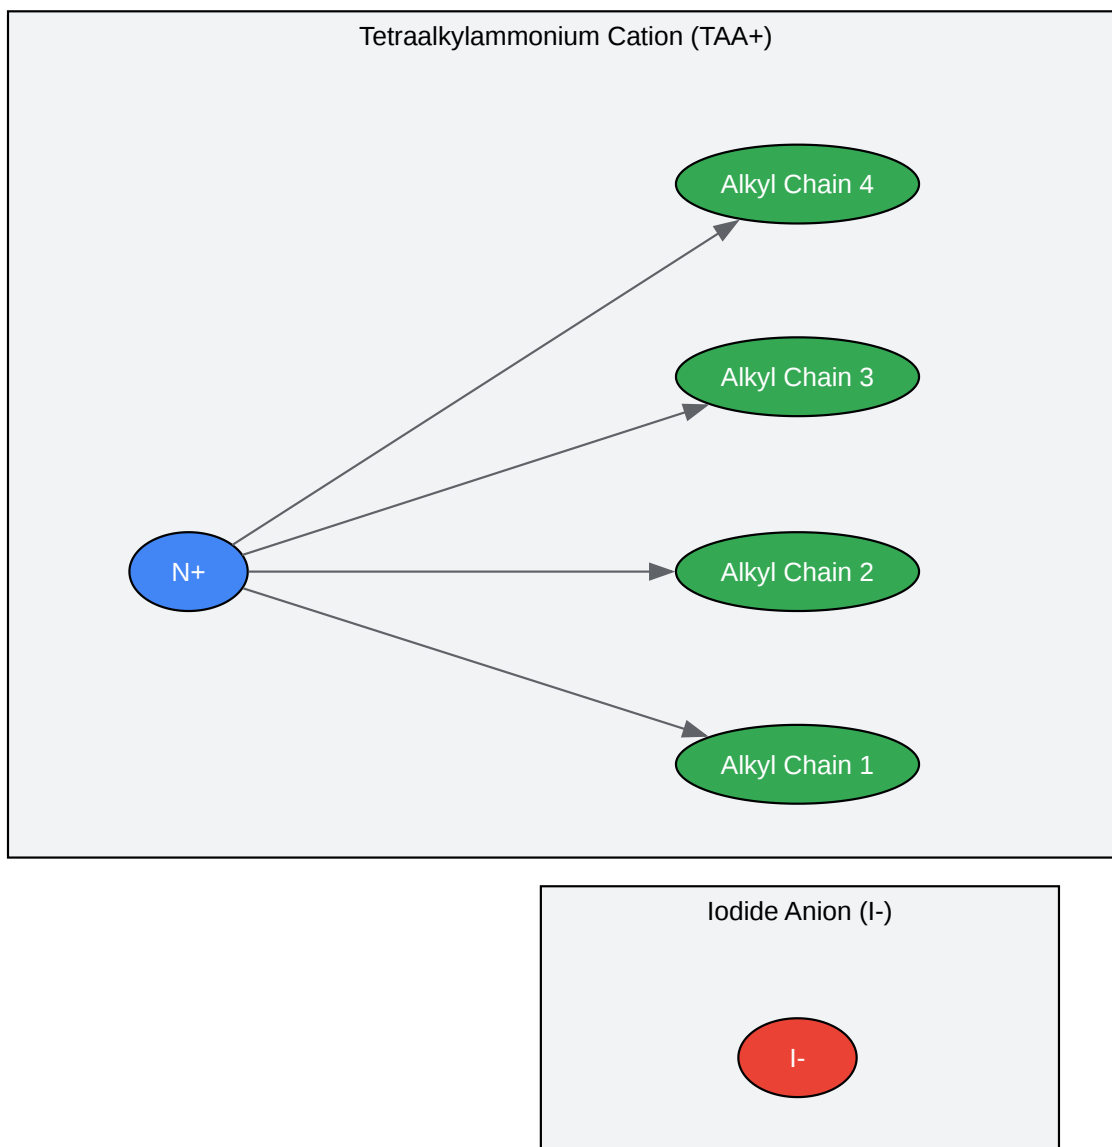 Tetraalkylammonium Cation (TAA+)
Alkyl Chain 4
Alkyl Chain 3
N+
Alkyl Chain 2
Alkyl Chain 1
Iodide Anion (I-)
I-